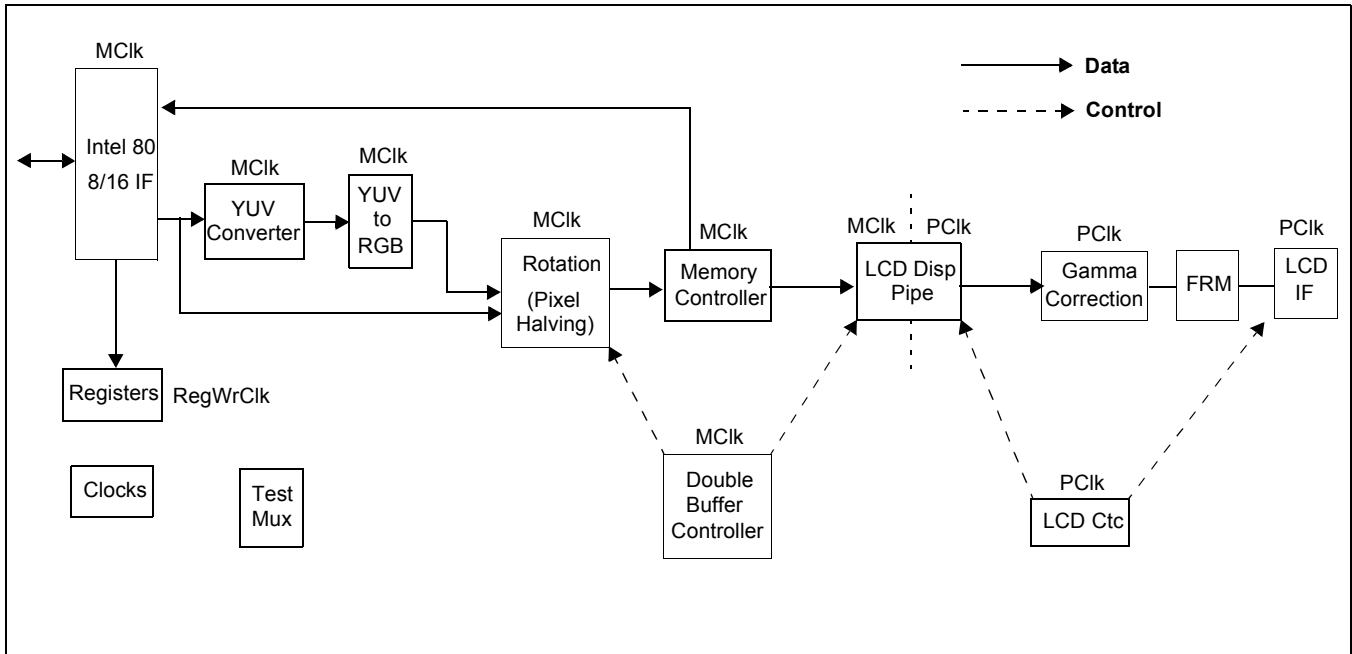 MClk
Data
Control
Intel 80
8/16 IF
MClk
YUV
Converter
MClk
YUV
to
RGB
MClk
Rotation
(Pixel
Halving)
MClk
Memory
Controller
MClk
PClk
LCD Disp
Pipe
PClk
Gamma
Correction
FRM
PClk
LCD
IF
Registers
RegWrClk
Clocks
Test
Mux
MClk
Double
Buffer
Controller
PClk
LCD Ctc